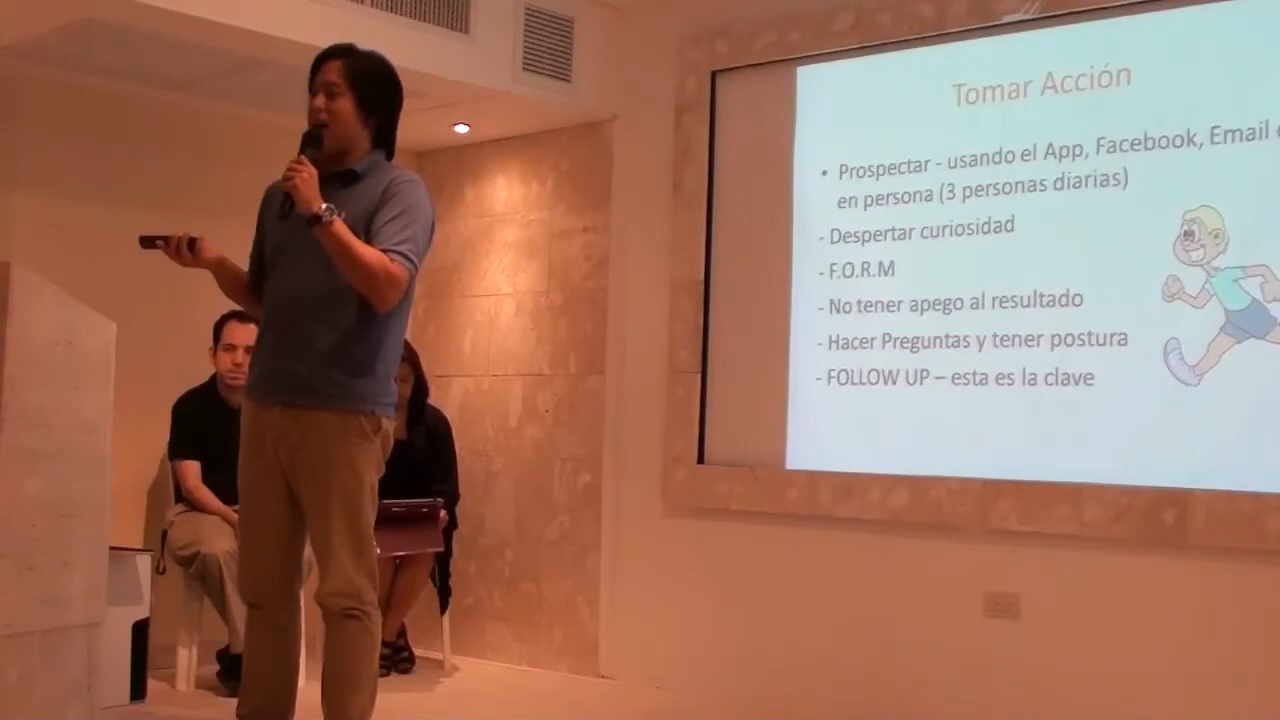 Tomar Acción
• Prospectar - usando el App, Facebook, Email
en persona (3 personas diarias)
- Despertar curiosidad
- F.O.R.M
- No tener apego al resultado
- Hacer Preguntas y tener postura
- FOLLOW UP – esta es la clave